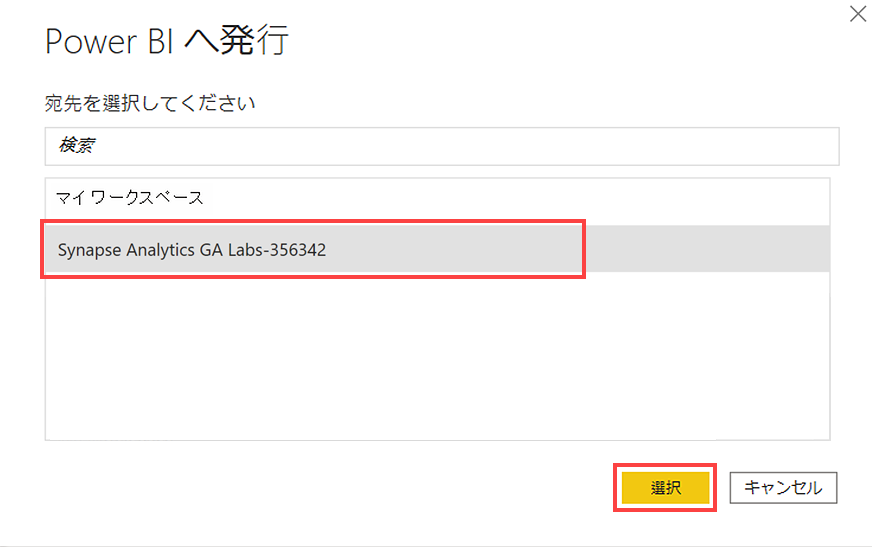 Power BI へ発行
宛先を選択してください
検索
マイ ワークスペース
Synapse Analytics GA Labs-356342
選択
キャンセル